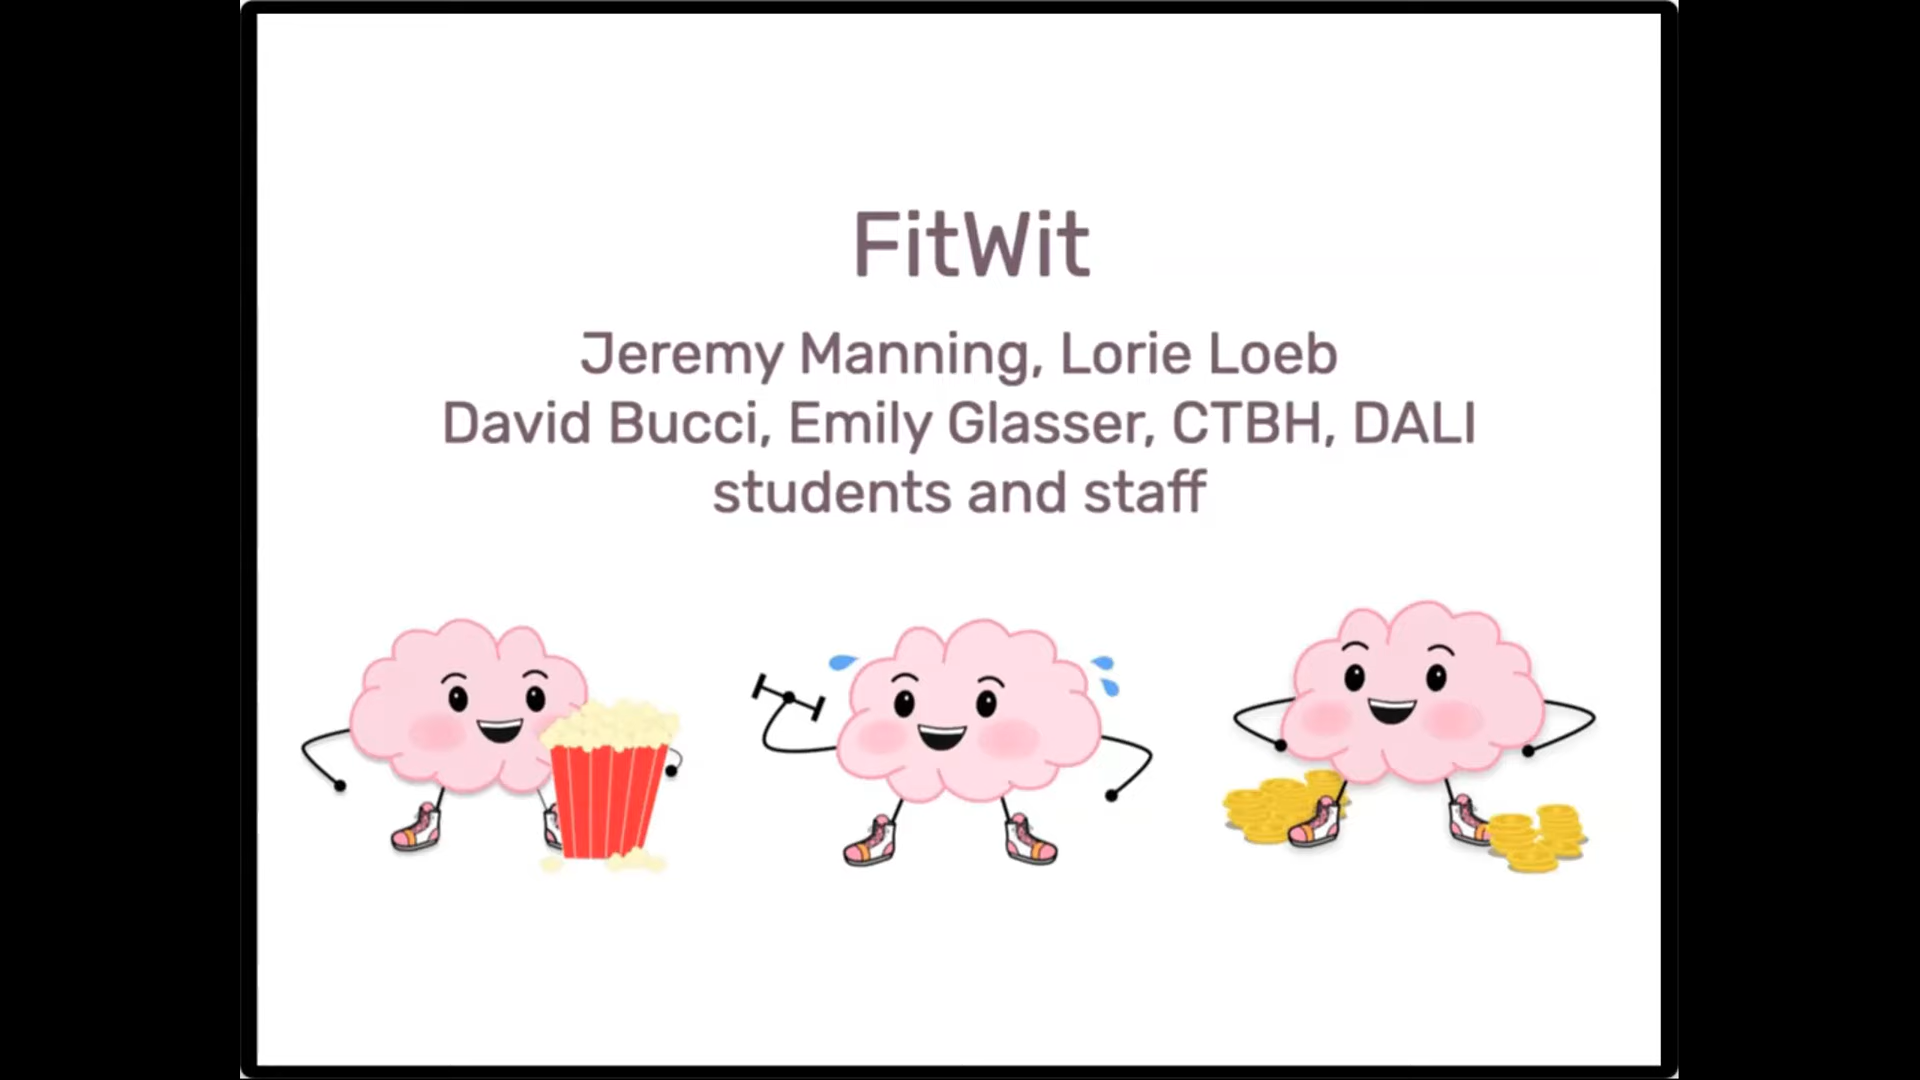 FitWit
Jeremy Manning, Lorie Loeb
David Bucci, Emily Glasser, CTBH, DALI
students and staff